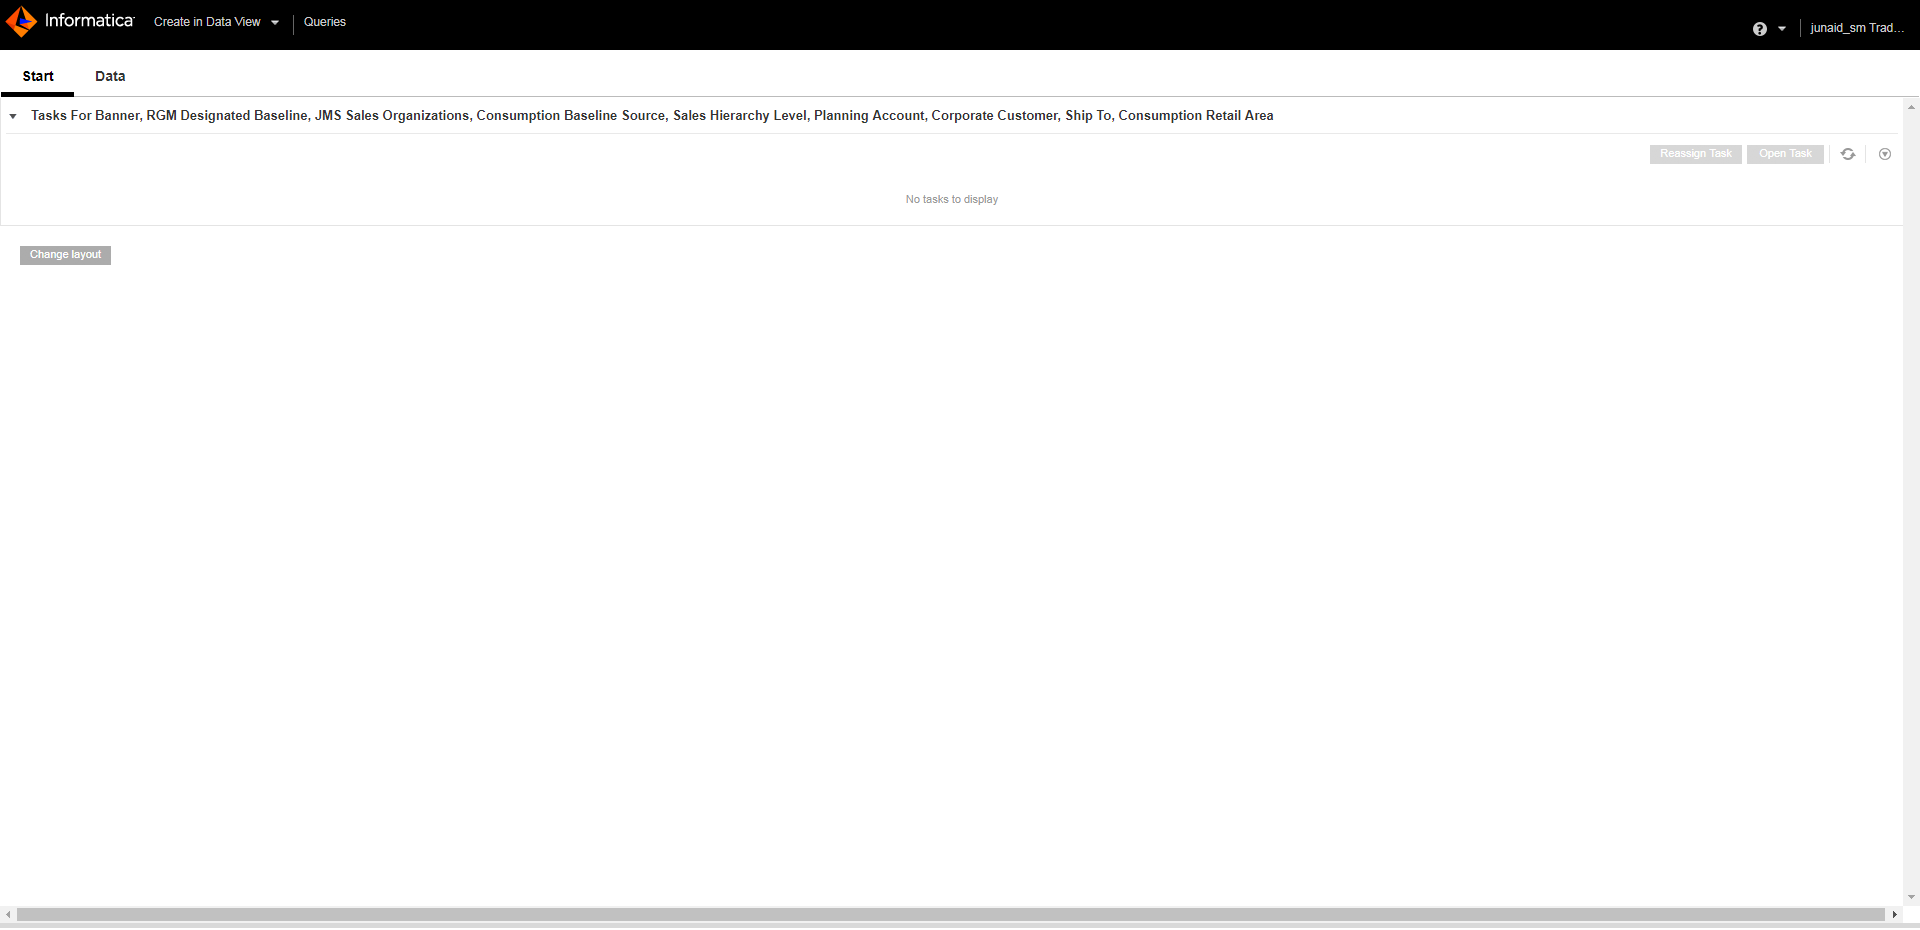 Informatica Create in Data View Queries junaid_sm Trad...
Start Data
Tasks For Banner, RGM Designated Baseline, JMS Sales Organizations, Consumption Baseline Source, Sales Hierarchy Level, Planning Account, Corporate Customer, Ship To, Consumption Retail Area
Reassign Task Open Task
No tasks to display
Change layout